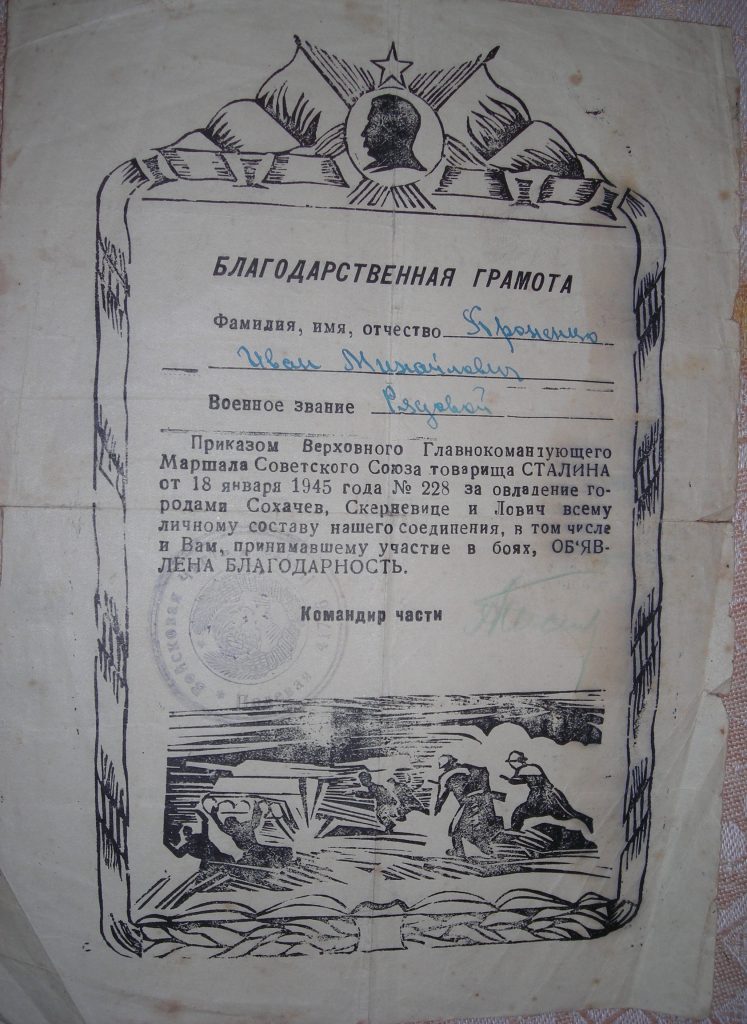 БЛАГОДАРСТВЕННАЯ ГРАМОТА
Фамилия, имя, отчество
Иван Михайлович
Военное звание Рядовой
Приказом Верховного Главнокомандующего
Маршала Советского Союза товарища СТАЛИНА
от 18 января 1945 года № 228 за овладение го-
родами Сохачев, Скерневице и Лович всему
личному составу нашего соединения, в том числе
и Вам, принимавшему участие в боях, ОБ‘ЯВ-
ЛЕНА БЛАГОДАРНОСТЬ.
Командир части
Войсковая
Полевая